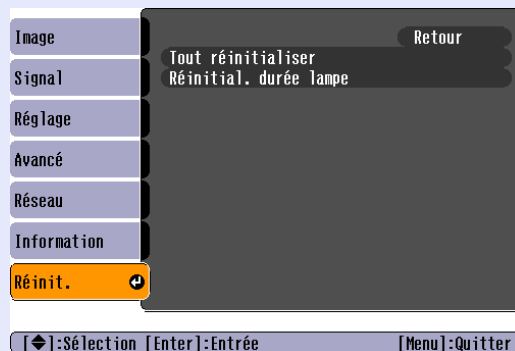 Image
Signal
Réglage
Avancé
Réseau
Information
Réinit.
Retour
Tout réinitialiser
Réinitial. durée lampe
[◆]:Sélection [Enter]:Entrée [Menu]:Quitter